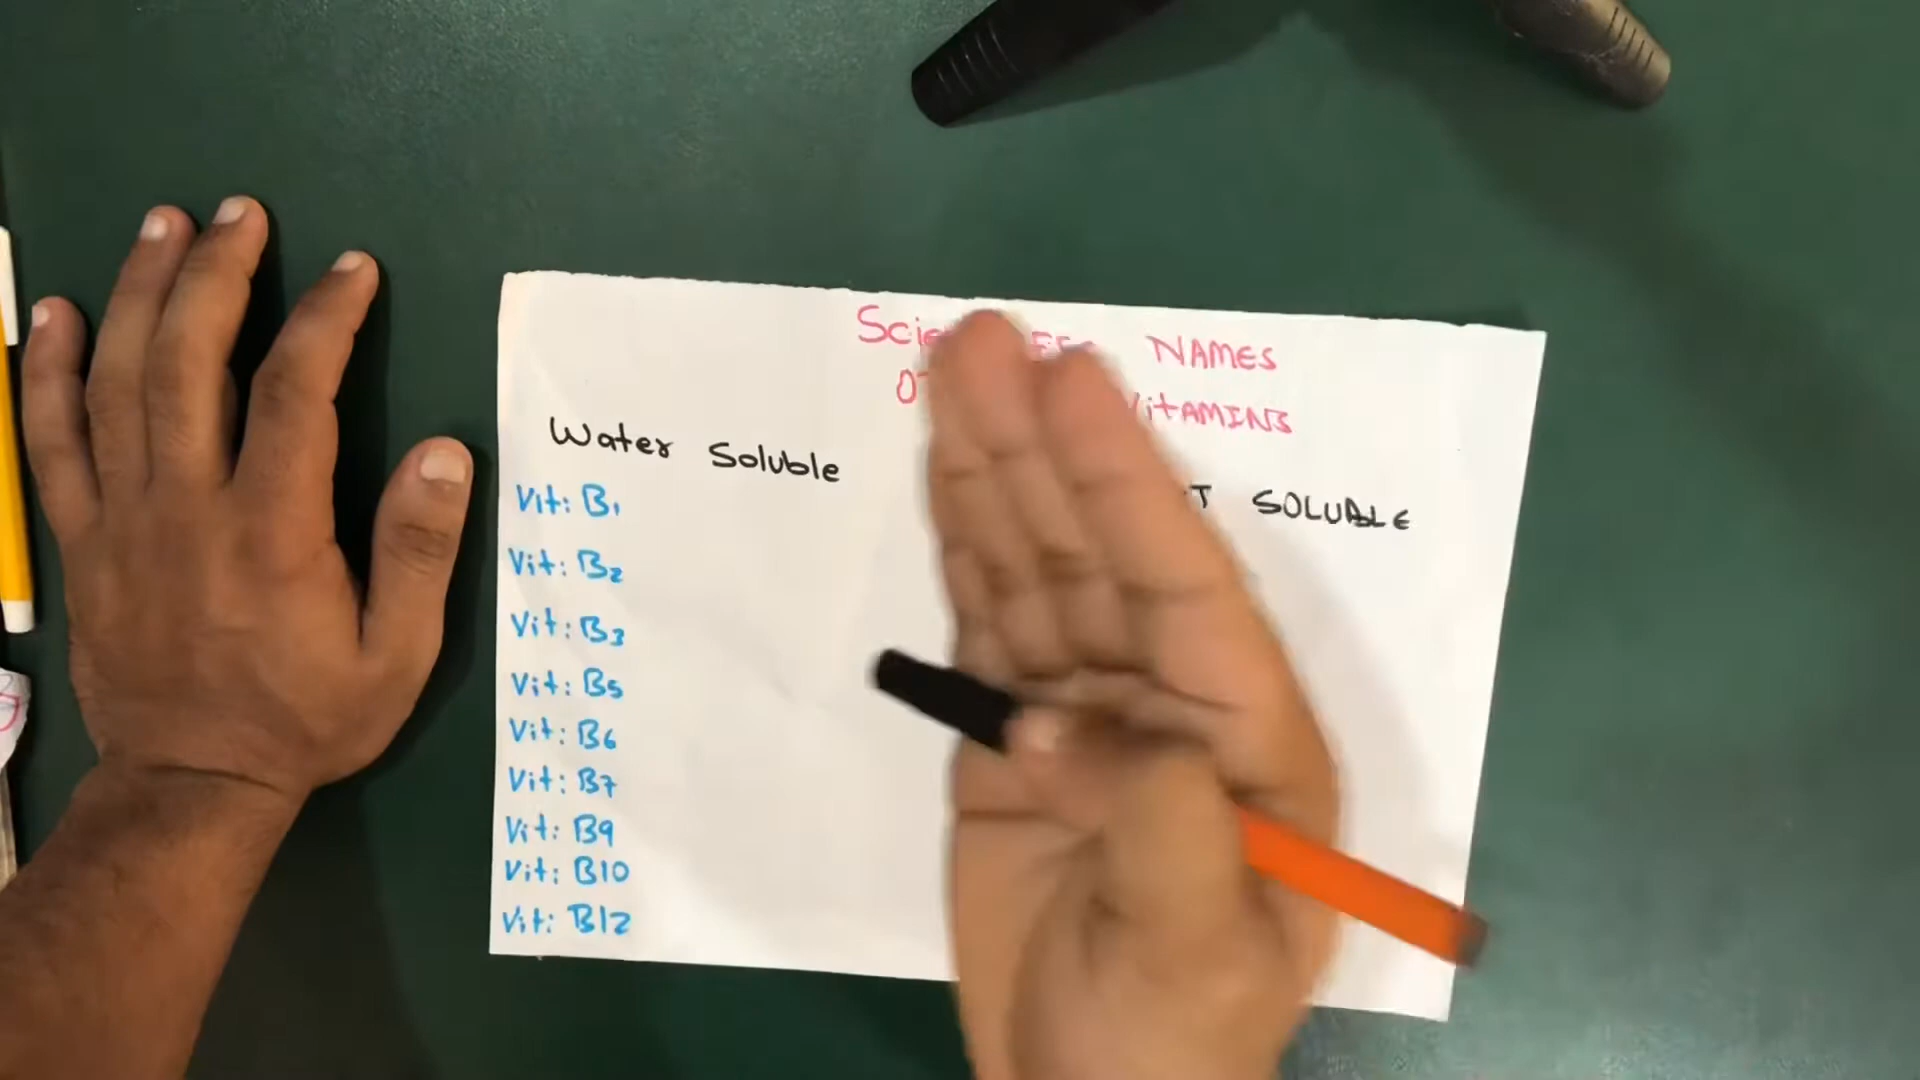 NAMES
Water Soluble
SOLUBLE
Vit: B1
Vit: B2
Vit: B3
Vit: B5
Vit: B6
Vit: B7
Vit: B9
Vit: B10
Vit: B12